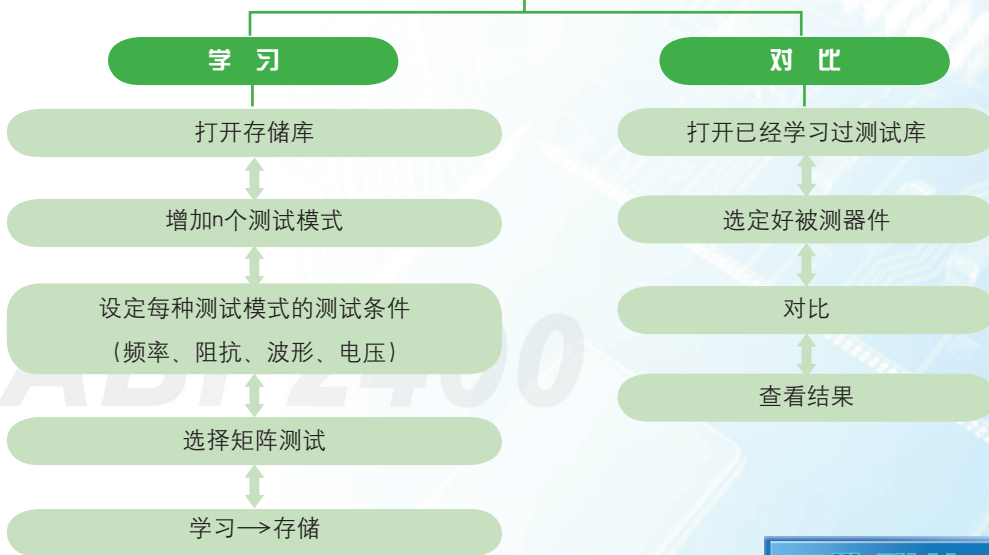 学 习
打开存储库
增加n个测试模式
设定每种测试模式的测试条件
(频率、阻抗、波形、电压)
选择矩阵测试
学习→存储
对 比
打开已经学习过测试库
选定好被测器件
对比
查看结果
ABI 2400